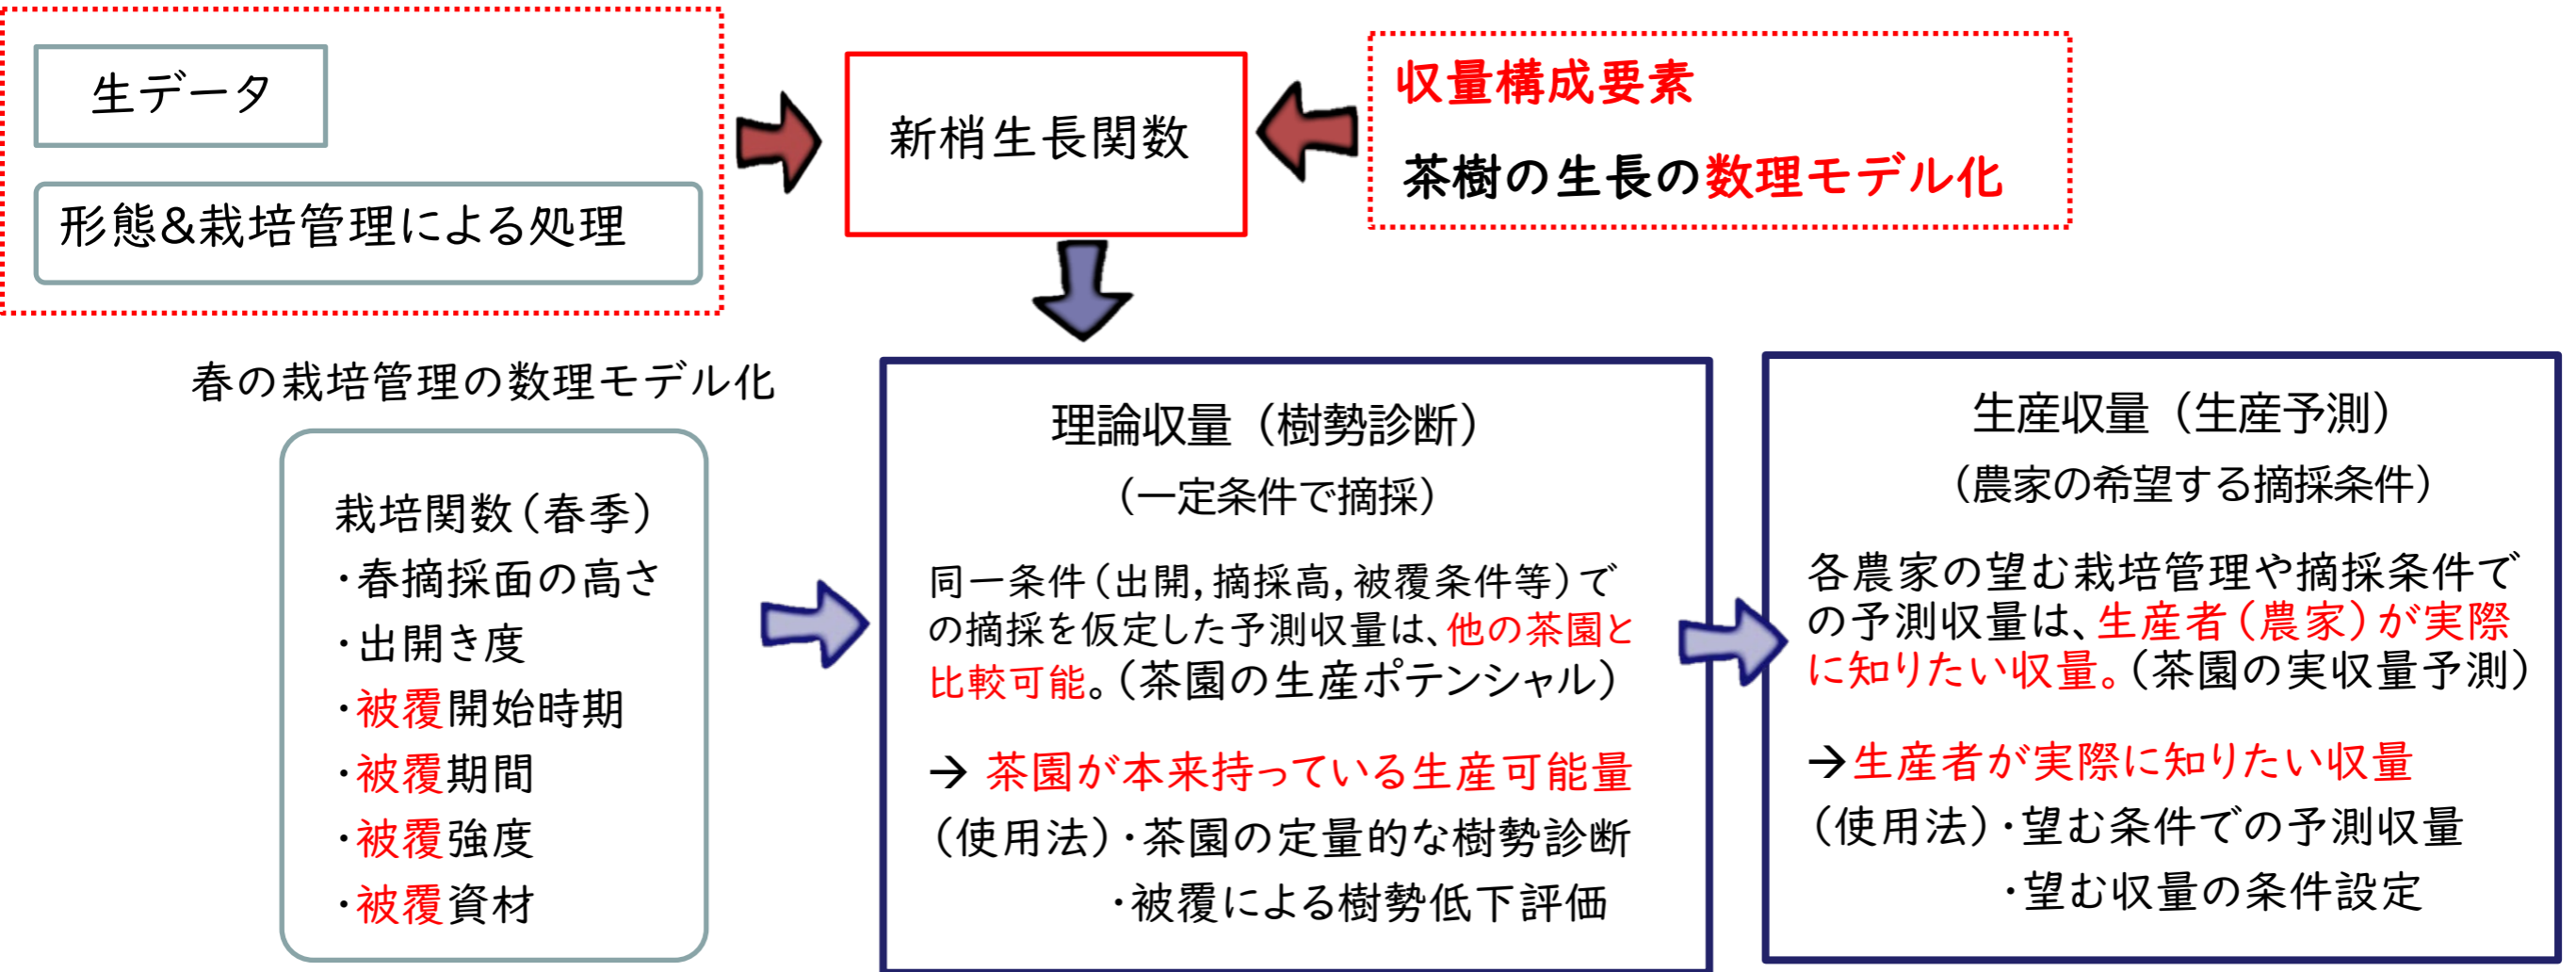 生データ
形態&栽培管理による処理
新梢生長関数
収量構成要素
茶樹の生長の数理モデル化
春の栽培管理の数理モデル化
栽培関数（春季）
・春摘採面の高さ
・出開き度
・被覆開始時期
・被覆期間
・被覆強度
・被覆資材
理論収量（樹勢診断）
（一定条件で摘採）
同一条件（出開,摘採高,被覆条件等）で
の摘採を仮定した予測収量は、他の茶園と
比較可能。（茶園の生産ポテンシャル）
→ 茶園が本来持っている生産可能量
（使用法）・茶園の定量的な樹勢診断
・被覆による樹勢低下評価
生産収量（生産予測）
（農家の希望する摘採条件）
各農家の望む栽培管理や摘採条件で
の予測収量は、生産者（農家）が実際
に知りたい収量。（茶園の実収量予測）
→生産者が実際に知りたい収量
（使用法）・望む条件での予測収量
・望む収量の条件設定